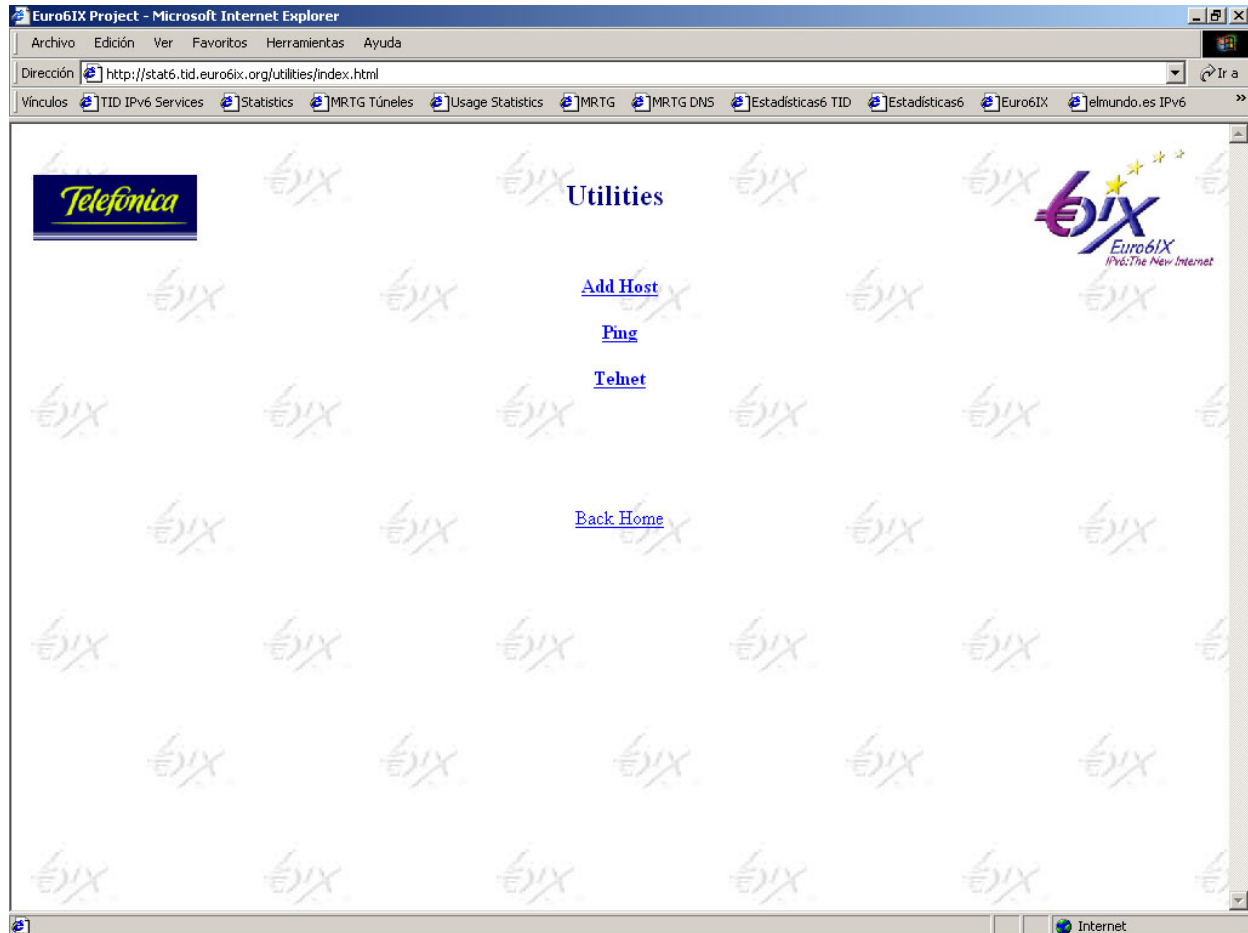 Euro6IX Project - Microsoft Internet Explorer
Archivo Edición Ver Favoritos Herramientas Ayuda
Dirección http://stat6.tid.euro6ix.org/utilities/index.html Ir a
Vínculos TID IPv6 Services Statistics MRTG Túneles Usage Statistics MRTG MRTG DNS Estadísticas6 TID Estadísticas6 Euro6IX elmundo.es IPv6 »
Telefónica
Utilities
€6IX
Euro6IX
IPv6:The New Internet
Add Host
Ping
Telnet
Back Home
Internet